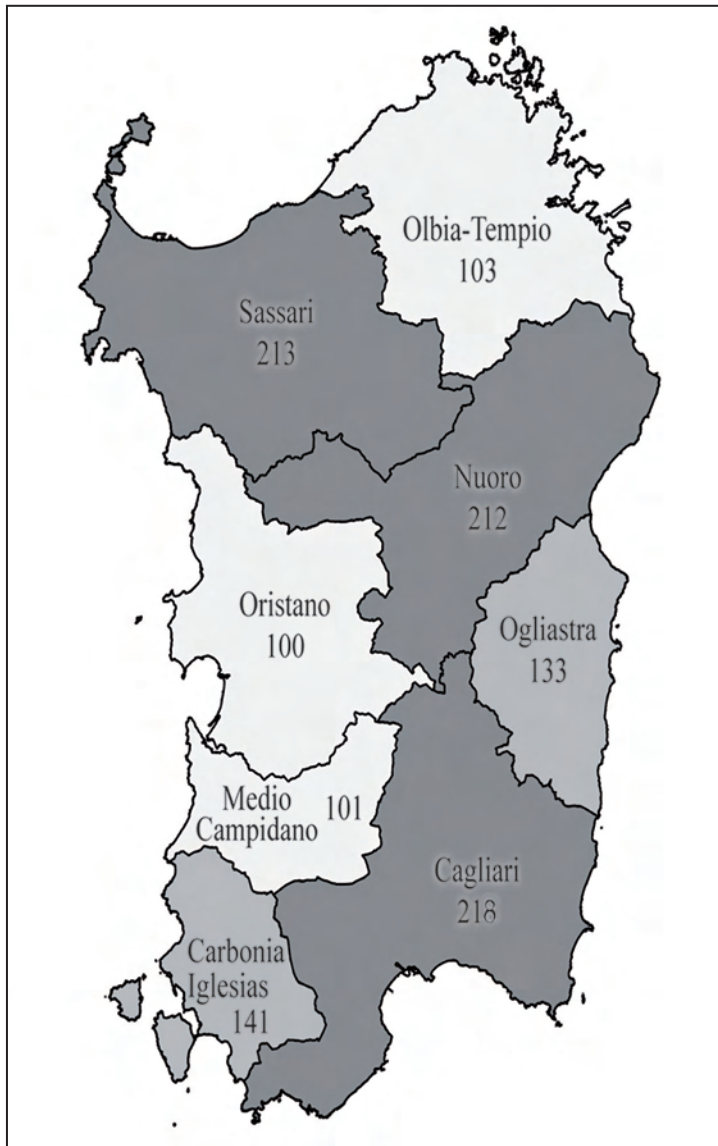 Olbia-Tempio
103
Sassari
213
Nuoro
212
Oristano
100
Ogliastra
133
Medio
Campidano
101
Cagliari
218
Carbonia
Iglesias
141